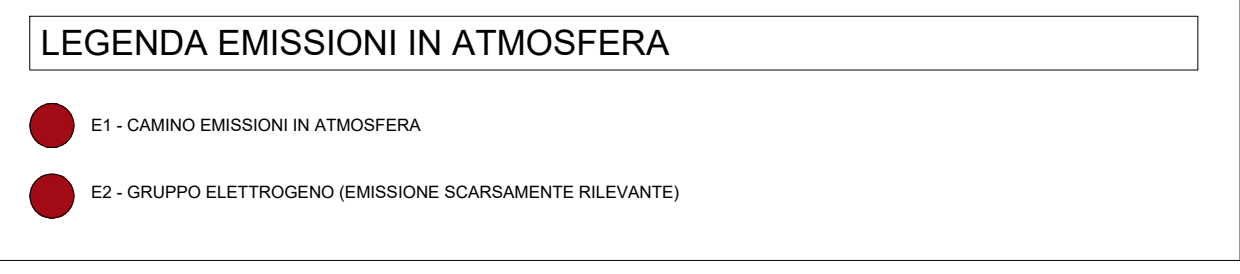 LEGENDA EMISSIONI IN ATMOSFERA
E1 - CAMINO EMISSIONI IN ATMOSFERA
E2 - GRUPPO ELETTROGENO (EMISSIONE SCARSAMENTE RILEVANTE)